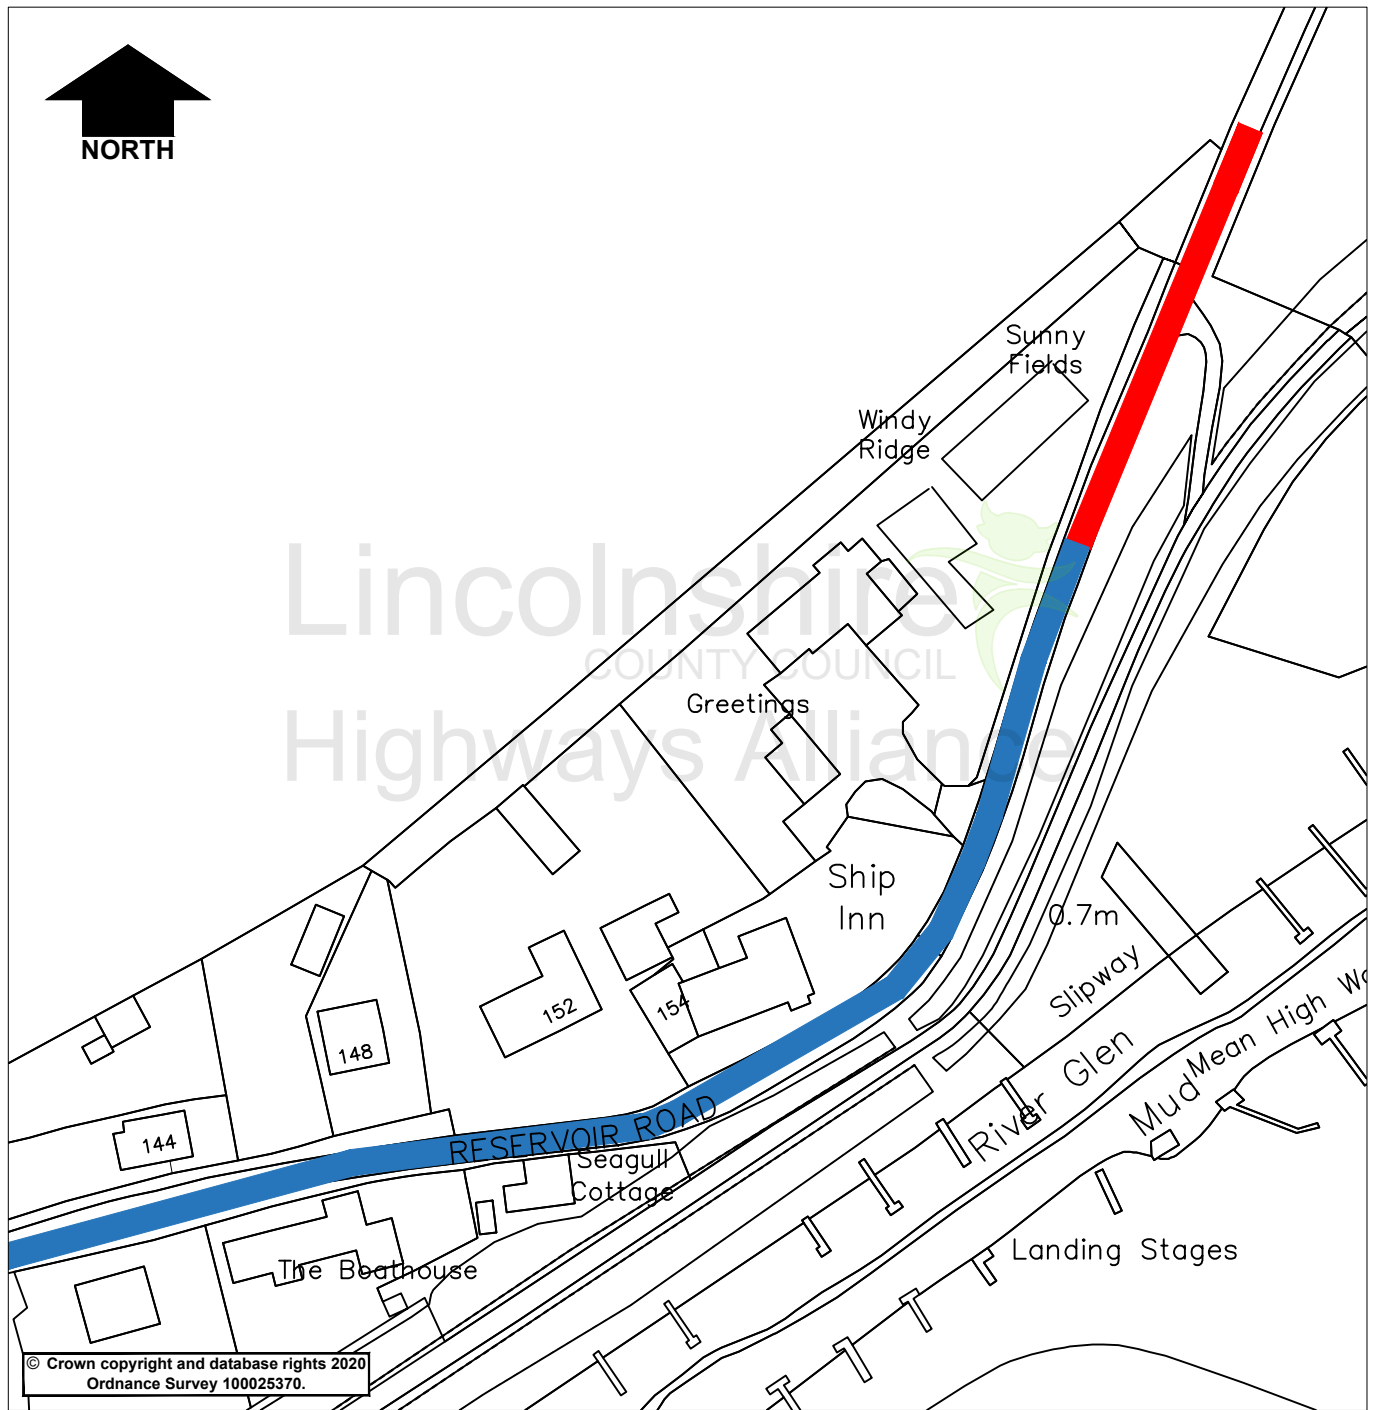 NORTH
Sunny
Fields
Windy
Ridge
Lincolnshire
COUNTY COUNCIL
Highways Alliance
Greetings
Ship
Inn
0.7m
Slipway
152
154
148
144
River Glen
Mud
Mean High Wa
RESERVOIR ROAD
Seagull
Cottage
The Boathouse
Landing Stages
© Crown copyright and database rights 2020
Ordnance Survey 100025370.